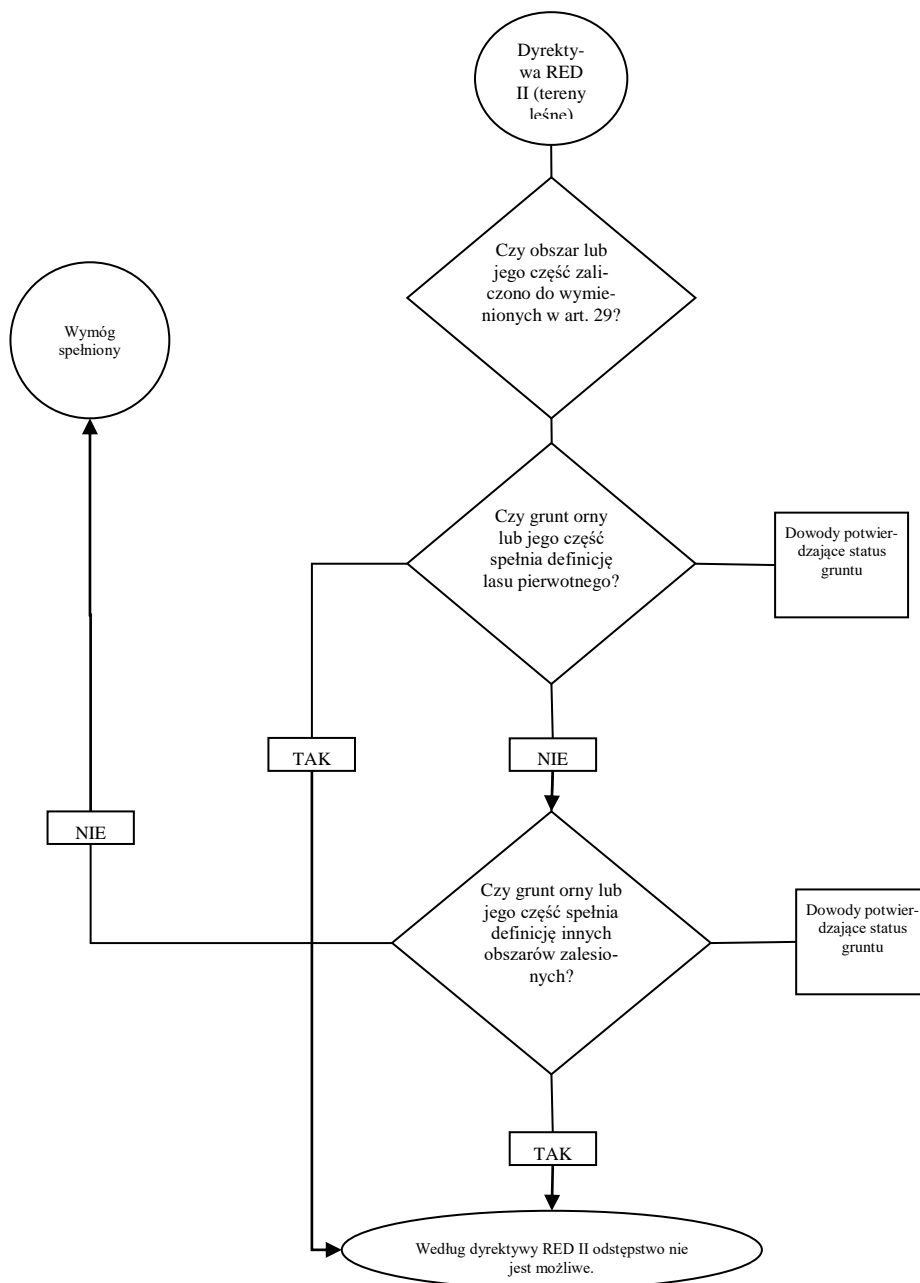 Dyrekty-
wa RED
II (tereny
leśne)
Czy obszar lub
jego część zali-
czono do wymie-
nionych w art. 29?
Wymóg
spełniony
Czy grunt orny
lub jego część
spełnia definicję
lasu pierwotnego?
Dowody potwier-
dzające status
gruntu
TAK
NIE
NIE
Czy grunt orny lub
jego część spełnia
definicję innych
obszarów zalesio-
nych?
Dowody potwier-
dzające status
gruntu
TAK
Według dyrektywy RED II odstępstwo nie
jest możliwe.